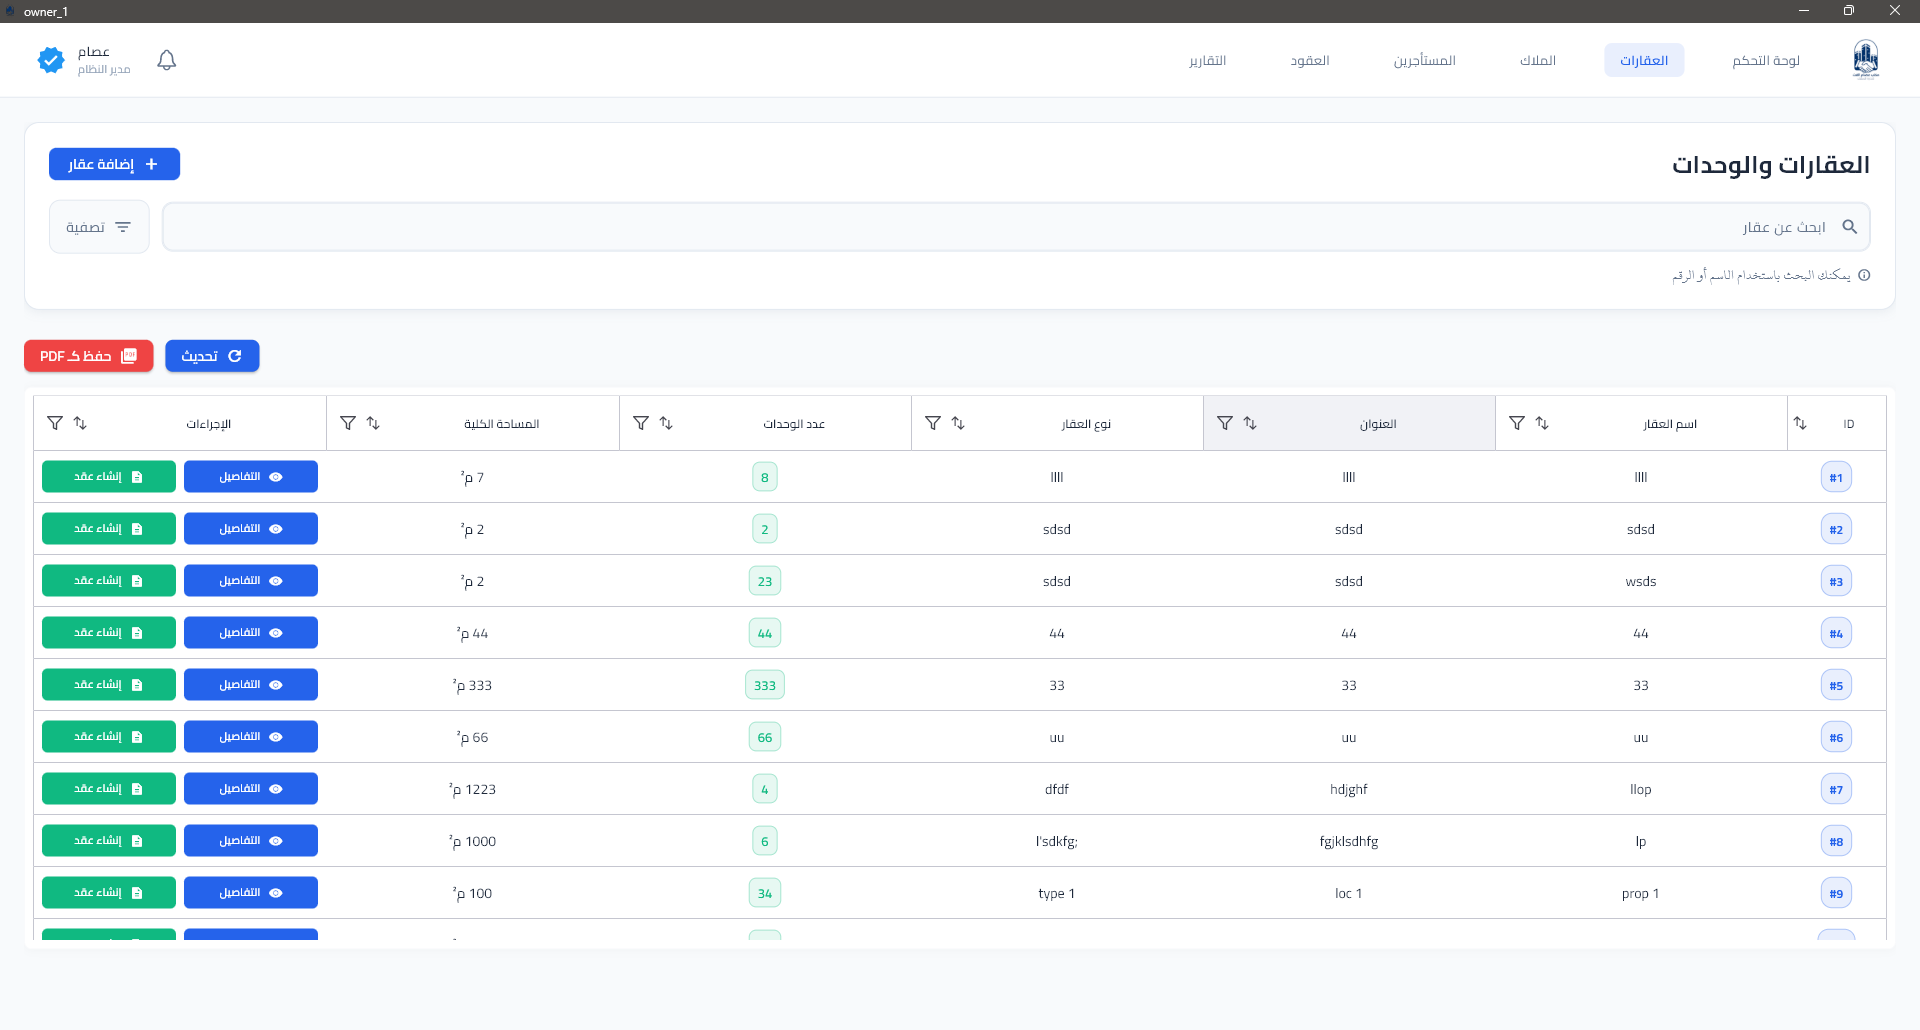 owner_1
لوحة التحكم
العقارات
الملاك
المستأجرين
العقود
التقارير
عصام
مدير النظام
العقارات والوحدات
إضافة عقار
ابحث عن عقار
تصفية
يمكنك البحث باستخدام الاسم أو الرقم
تحديث
حفظ كـ PDF
ID اسم العقار العنوان نوع العقار عدد الوحدات المساحة الكلية الإجراءات
#1 llll llll llll 8 7 م² التفاصيل إنشاء عقد
#2 sdsd sdsd sdsd 2 2 م² التفاصيل إنشاء عقد
#3 wsds sdsd sdsd 23 2 م² التفاصيل إنشاء عقد
#4 44 44 44 44 44 م² التفاصيل إنشاء عقد
#5 33 33 33 333 333 م² التفاصيل إنشاء عقد
#6 uu uu uu 66 66 م² التفاصيل إنشاء عقد
#7 llop hdjghf dfdf 4 1223 م² التفاصيل إنشاء عقد
#8 lp fgjklsdhfg l'sdkfg; 6 1000 م² التفاصيل إنشاء عقد
#9 prop 1 loc 1 type 1 34 100 م² التفاصيل إنشاء عقد